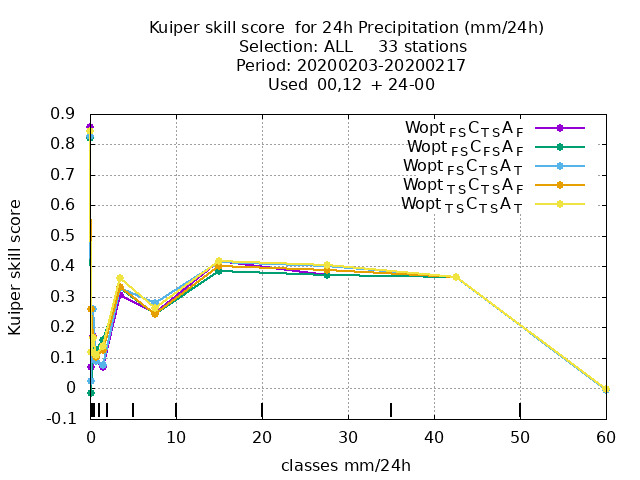 Kuiper skill score  for 24h Precipitation (mm/24h)
Selection: ALL     33 stations
Period: 20200203-20200217
Used  00,12  + 24-00
Kuiper skill score
0.9
0.8
0.7
0.6
0.5
0.4
0.3
0.2
0.1
0
-0.1
Wopt FS C TS A F
Wopt FS C FS A F
Wopt FS C TS A T
Wopt TS C TS A F
Wopt TS C TS A T
0 10 20 30 40 50 60
classes mm/24h